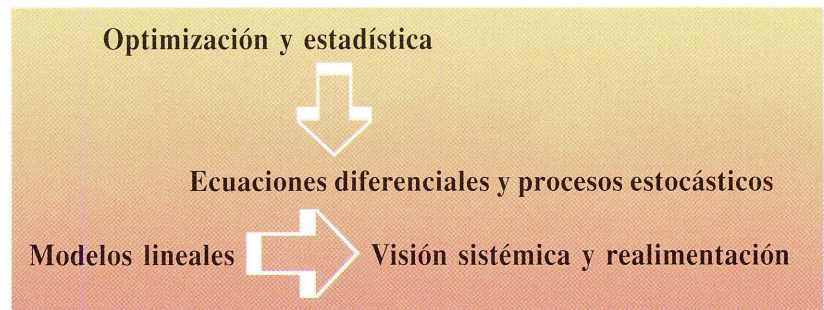 Optimización y estadística
Ecuaciones diferenciales y procesos estocásticos
Modelos lineales Visión sistémica y realimentación